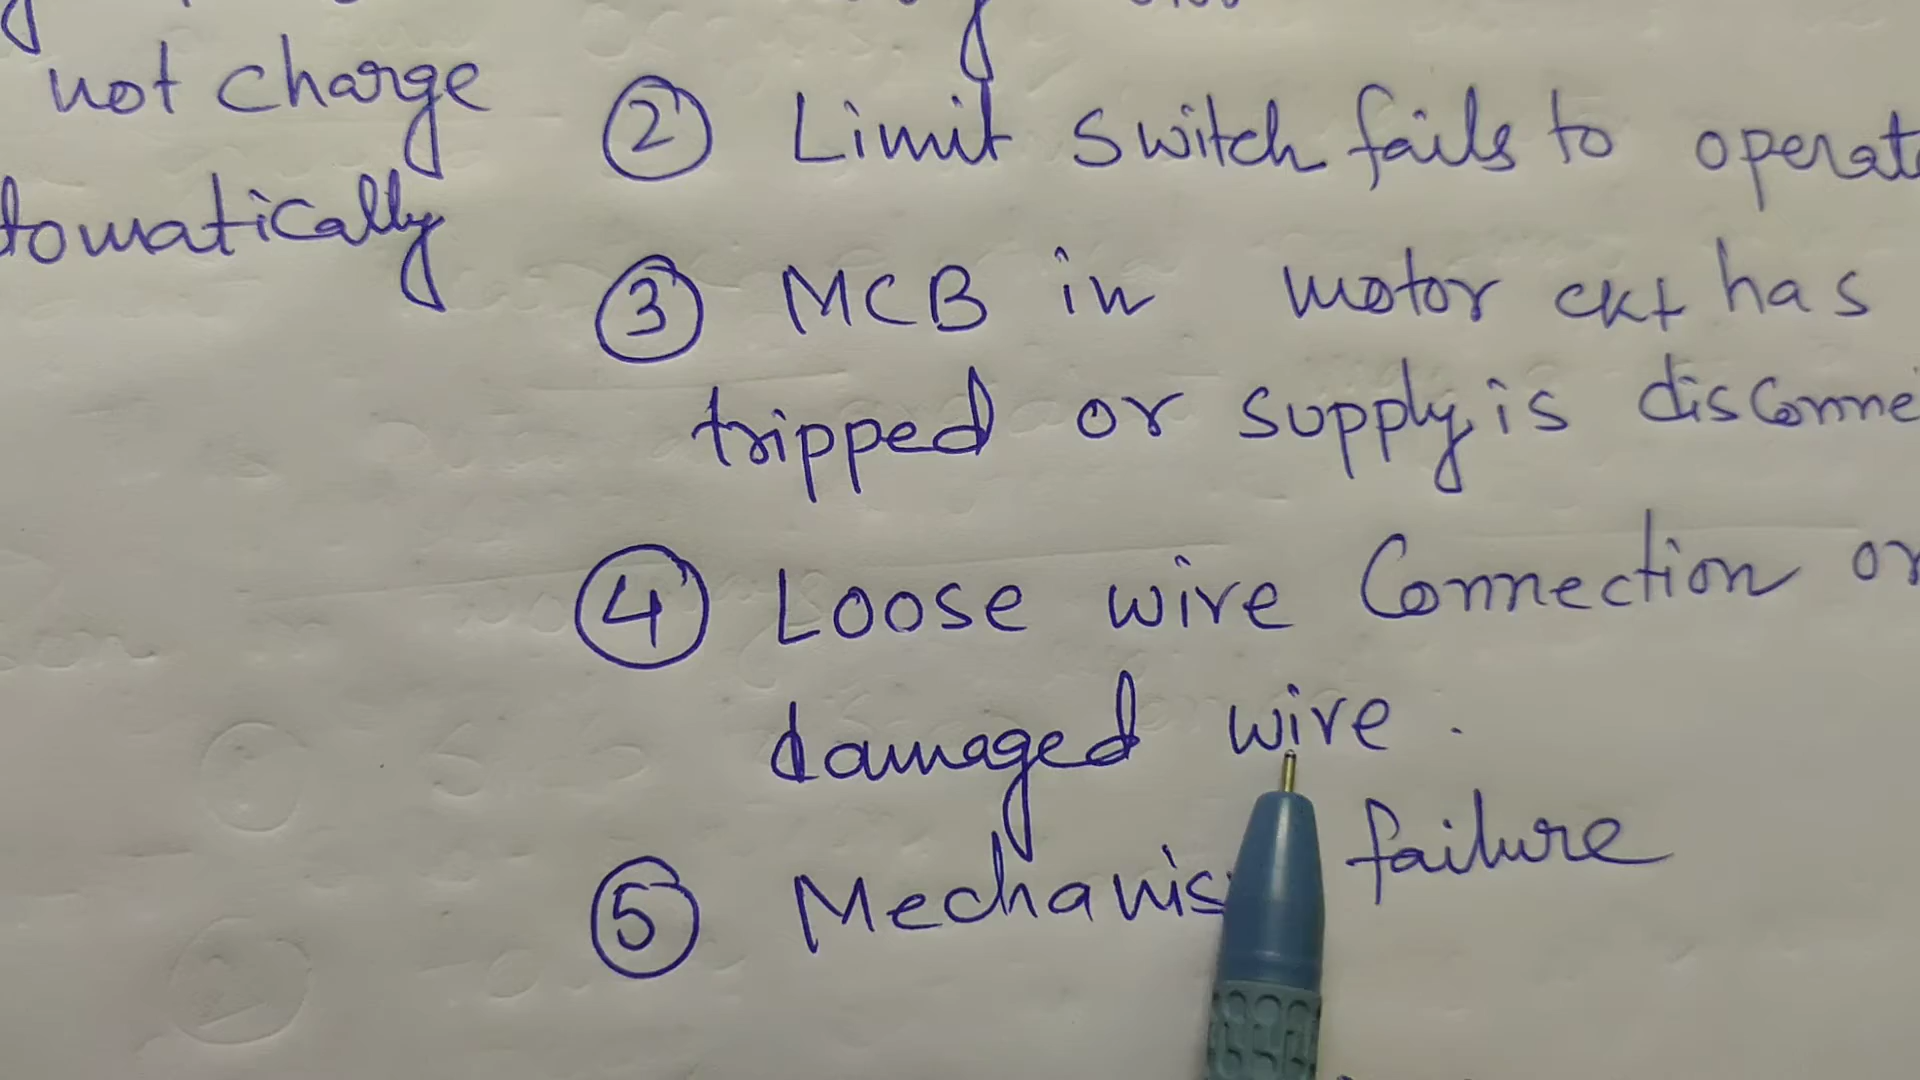 not charge
② Limit switch fails to operate
tomatically
③ MCB in motor ckt has
tripped or supply is disconne
④ Loose wire Connection or
damaged wire.
⑤ Mechanis failure